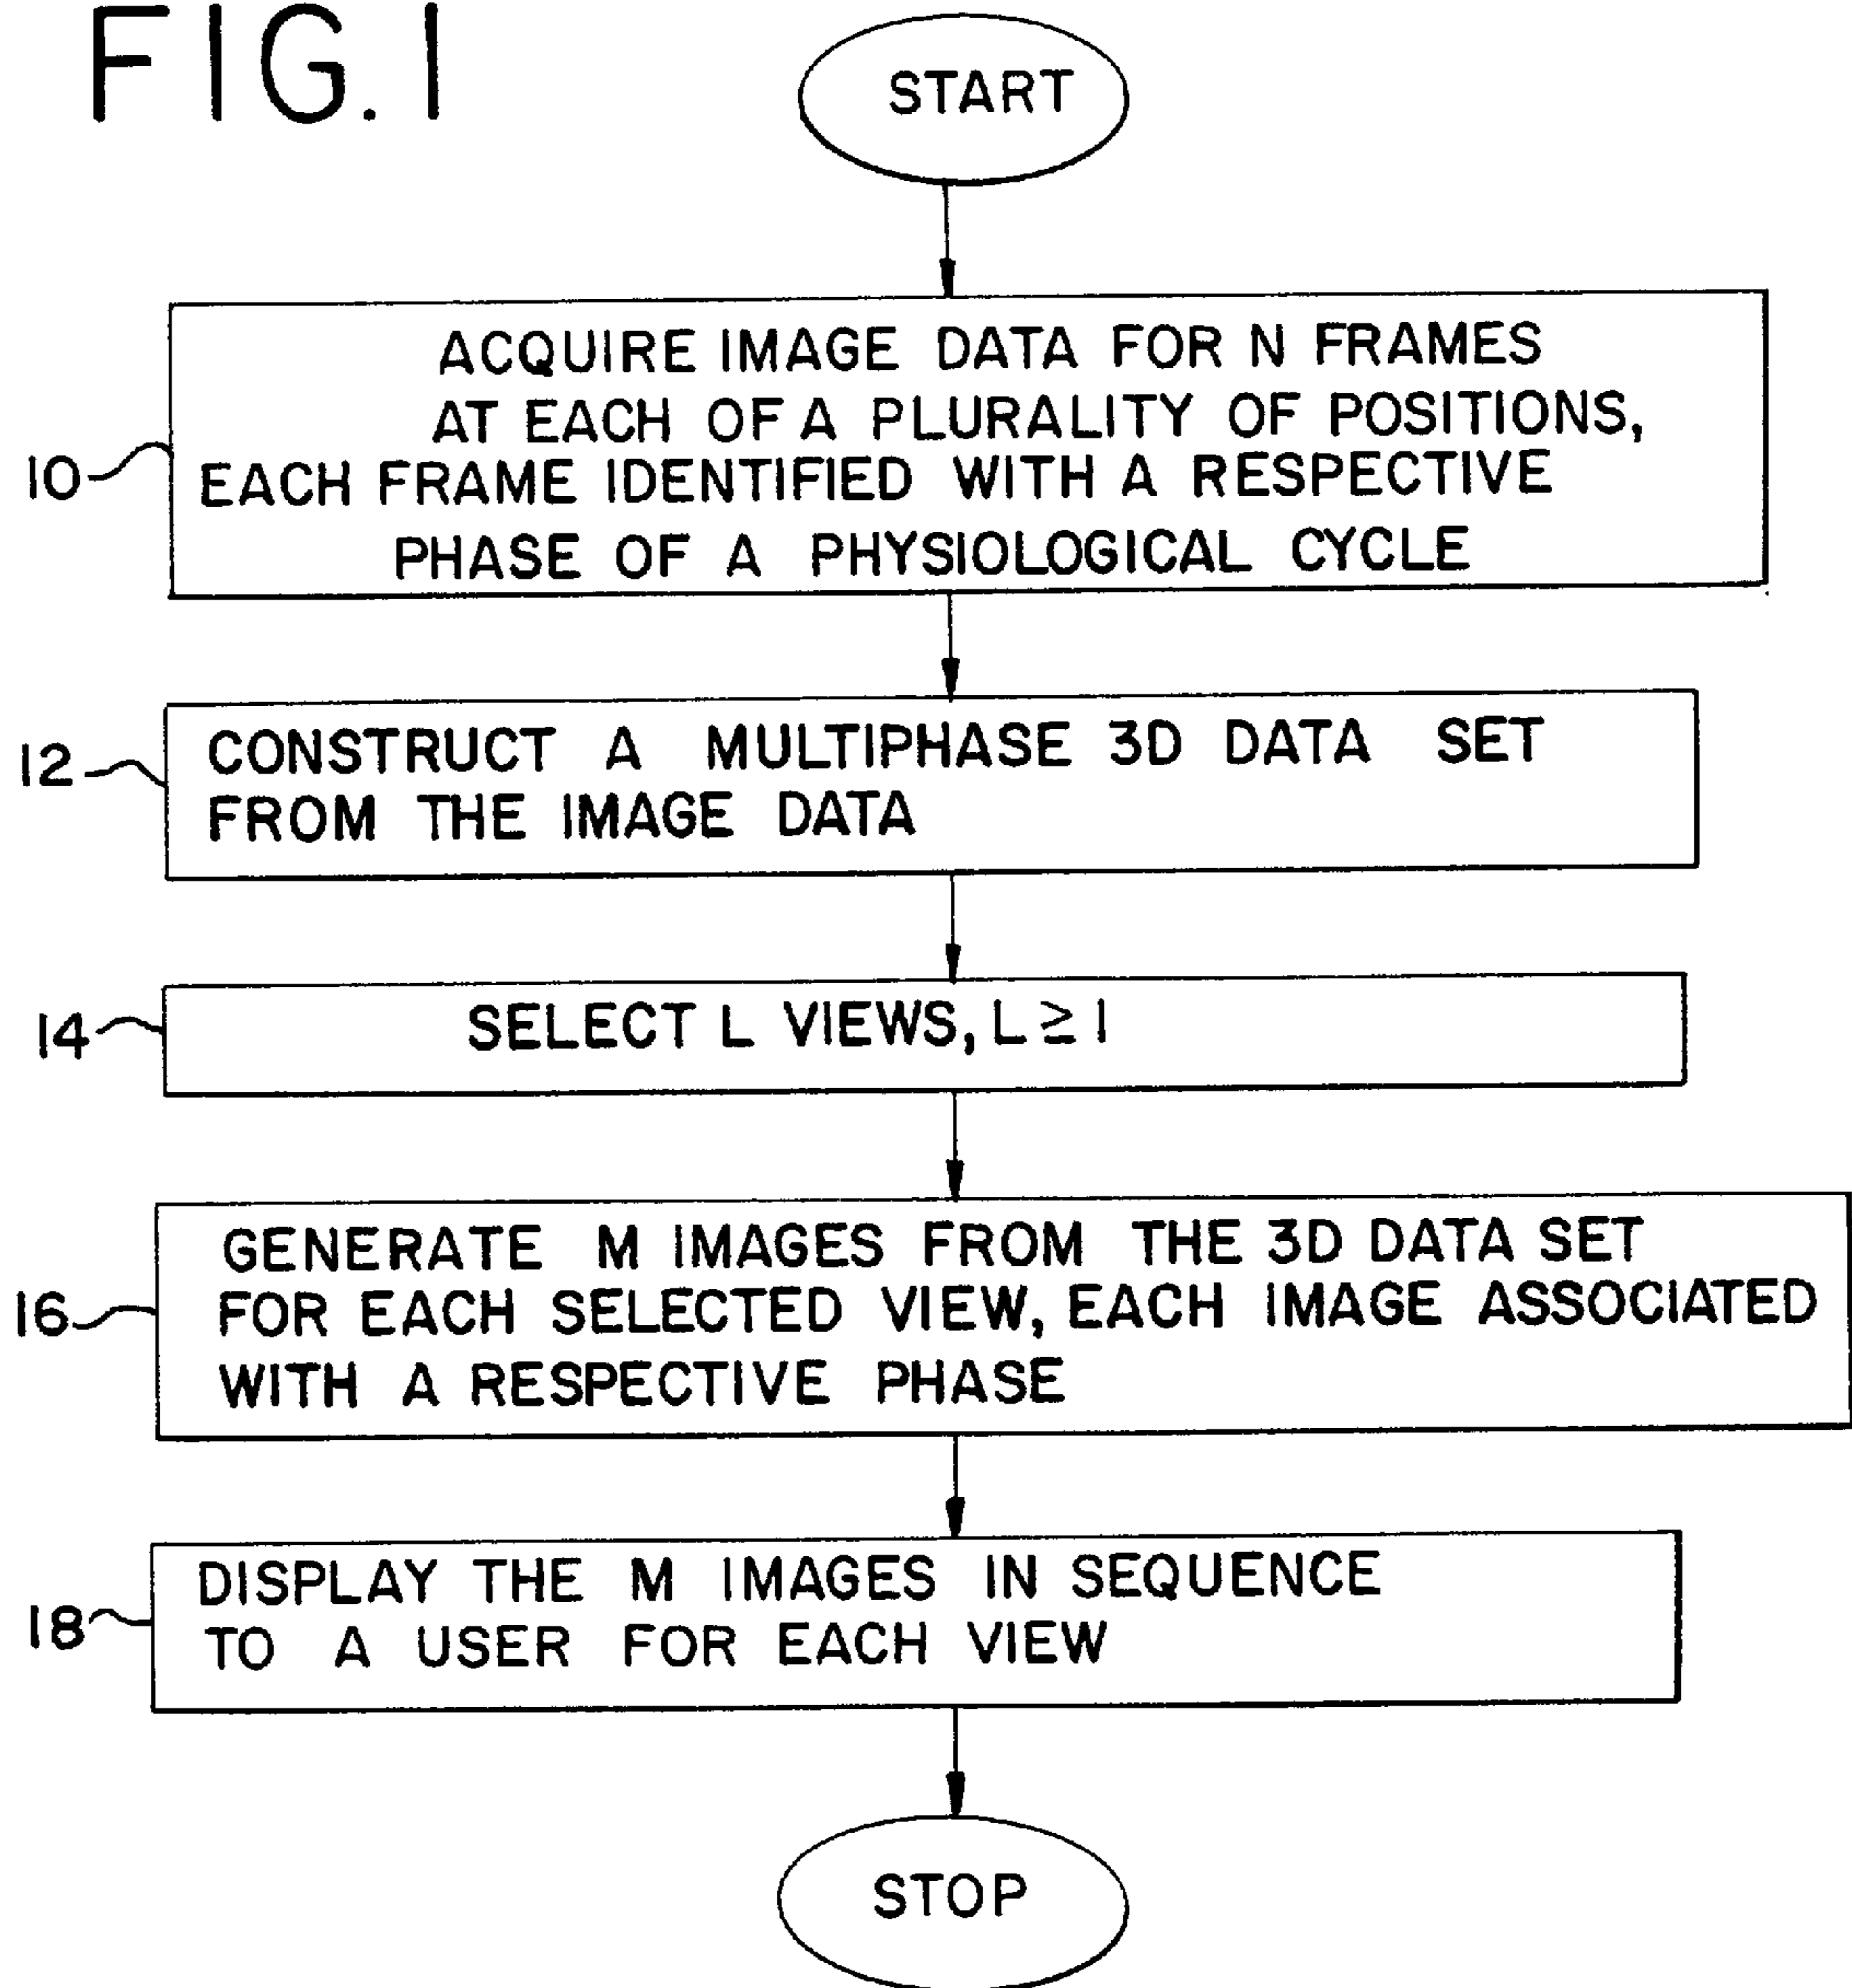 FIG. 1
START
10
ACQUIRE IMAGE DATA FOR N FRAMES
AT EACH OF A PLURALITY OF POSITIONS,
EACH FRAME IDENTIFIED WITH A RESPECTIVE
PHASE OF A PHYSIOLOGICAL CYCLE
12
CONSTRUCT A MULTIPHASE 3D DATA SET
FROM THE IMAGE DATA
14
SELECT L VIEWS, L ≥ 1
16
GENERATE M IMAGES FROM THE 3D DATA SET
FOR EACH SELECTED VIEW, EACH IMAGE ASSOCIATED
WITH A RESPECTIVE PHASE
18
DISPLAY THE M IMAGES IN SEQUENCE
TO A USER FOR EACH VIEW
STOP